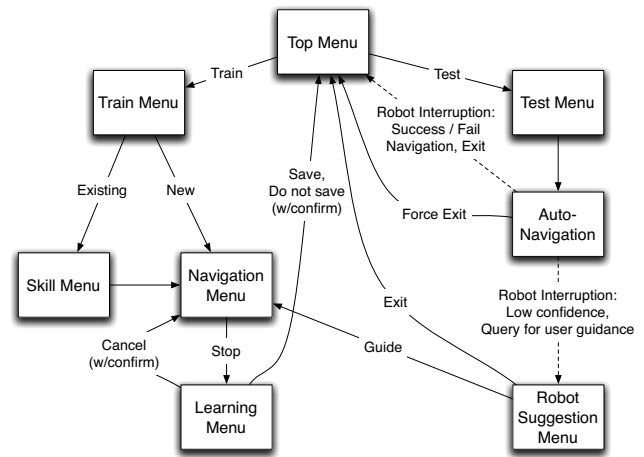 Top Menu
Train
Test
Train Menu
Robot Interruption:
Success / Fail
Navigation, Exit
Test Menu
Existing
New
Save,
Do not save
(w/confirm)
Force Exit
Auto-
Navigation
Skill Menu
Navigation
Menu
Exit
Robot Interruption:
Low confidence,
Query for user guidance
Cancel
(w/confirm)
Stop
Guide
Learning
Menu
Robot
Suggestion
Menu